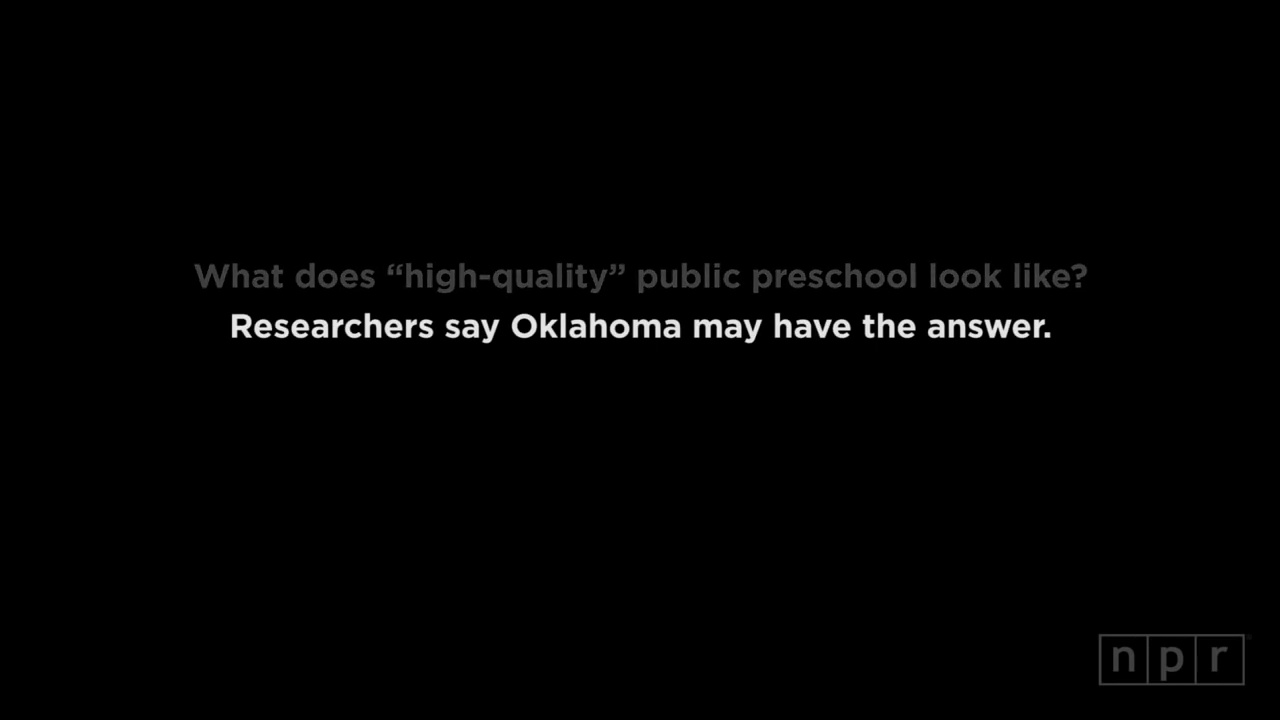 What does “high-quality” public preschool look like?
Researchers say Oklahoma may have the answer.
npr